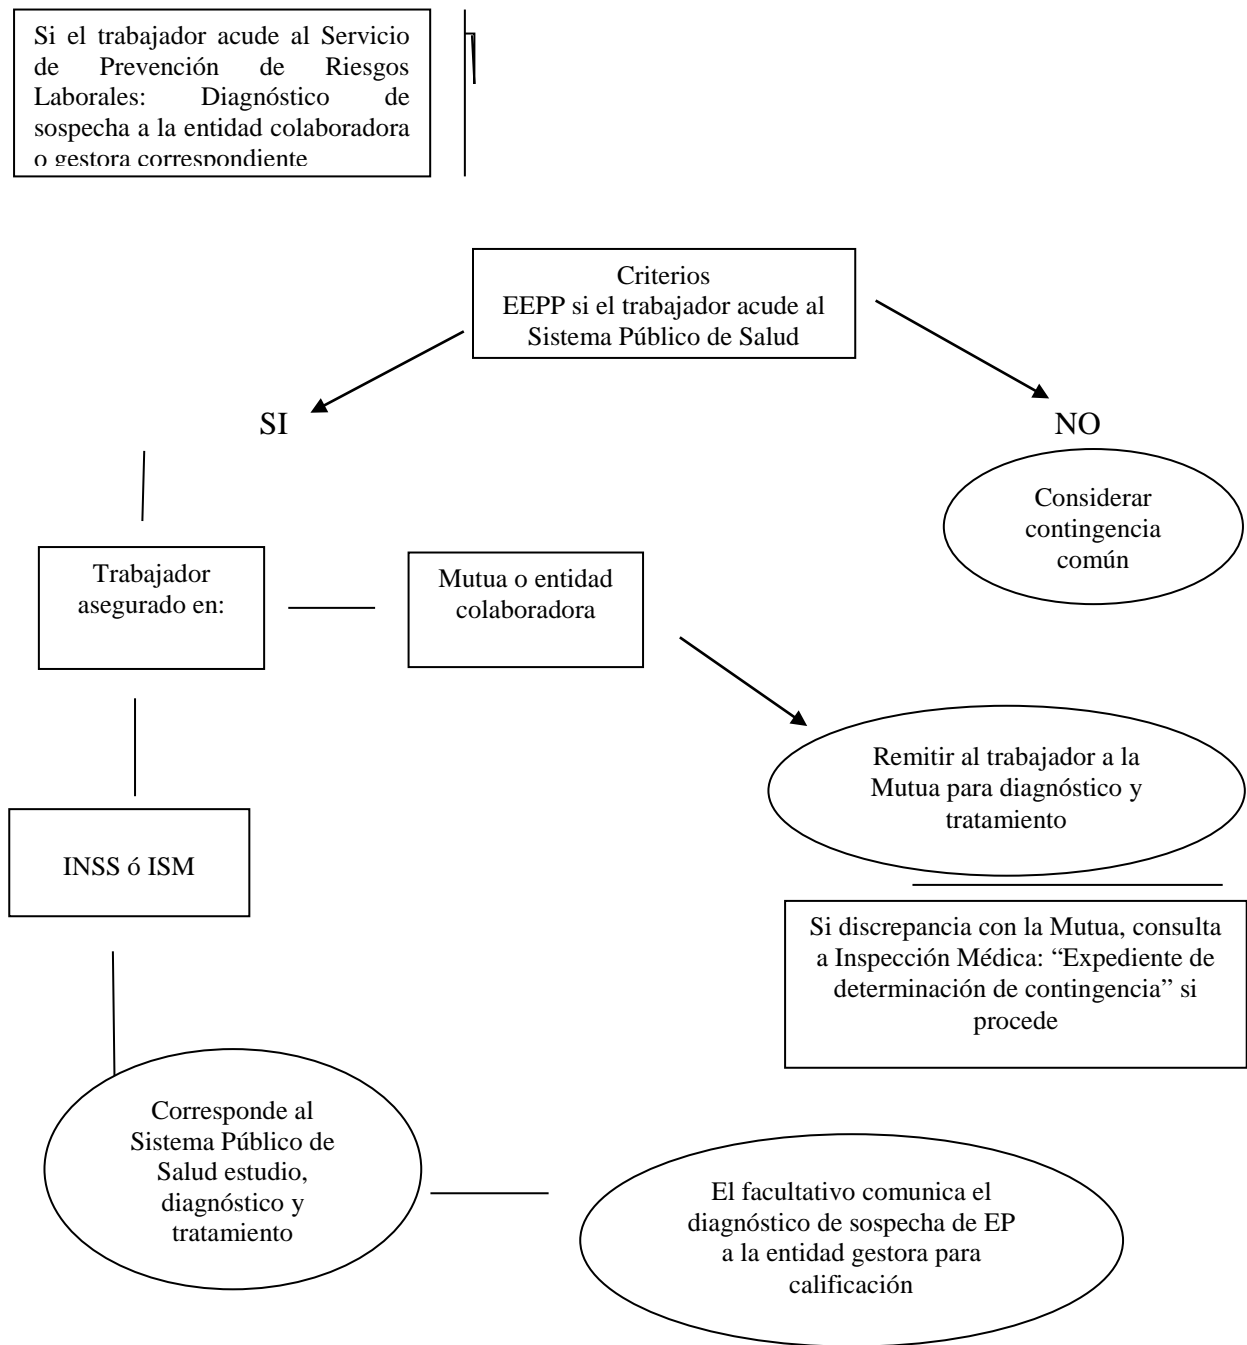 Si el trabajador acude al Servicio
de Prevención de Riesgos
Laborales: Diagnóstico de
sospecha a la entidad colaboradora
o gestora correspondiente
Criterios
EEPP si el trabajador acude al
Sistema Público de Salud
SI
NO
Considerar
contingencia
común
Trabajador
asegurado en:
Mutua o entidad
colaboradora
Remitir al trabajador a la
Mutua para diagnóstico y
tratamiento
INSS ó ISM
Si discrepancia con la Mutua, consulta
a Inspección Médica: “Expediente de
determinación de contingencia” si
procede
Corresponde al
Sistema Público de
Salud estudio,
diagnóstico y
tratamiento
El facultativo comunica el
diagnóstico de sospecha de EP
a la entidad gestora para
calificación